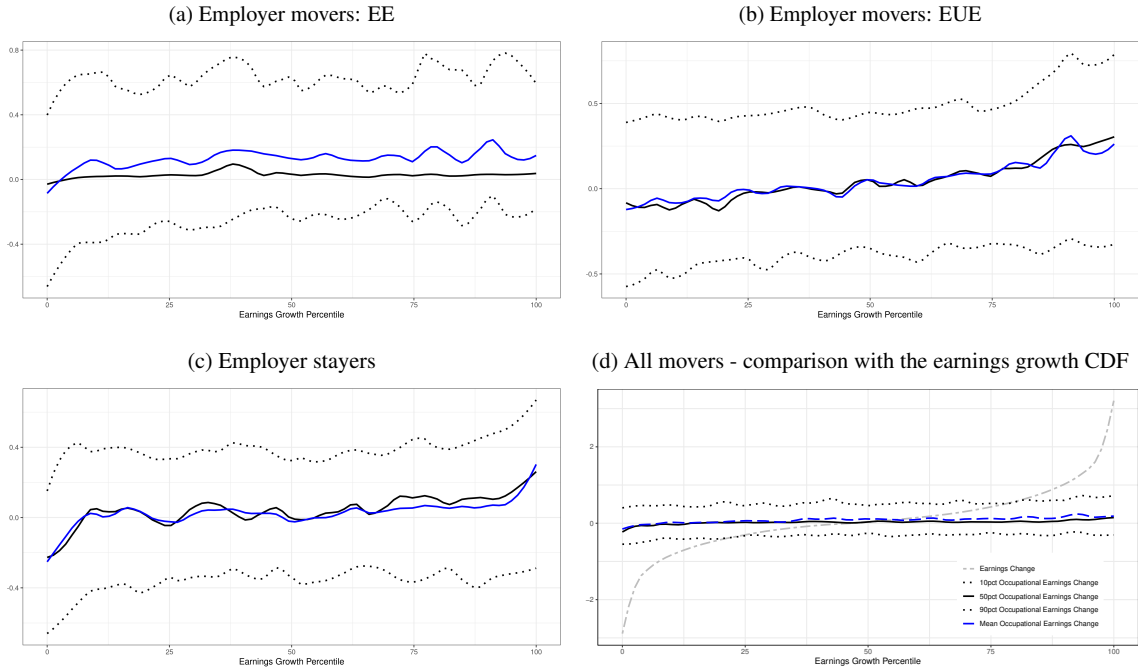 (a) Employer movers: EE
0.8
0.4
0.0
-0.4
0
25
50
75
100
Earnings Growth Percentile
(b) Employer movers: EUE
0.5
0.0
-0.5
0
25
50
75
100
Earnings Growth Percentile
(c) Employer stayers
0.4
0.0
-0.4
0
25
50
75
100
Earnings Growth Percentile
(d) All movers - comparison with the earnings growth CDF
2
0
−2
0
100
Earnings Growth Percentile
Earnings Change
10pct Occupational Earnings Change
50pct Occupational Earnings Change
90pct Occupational Earnings Change
Mean Occupational Earnings Change